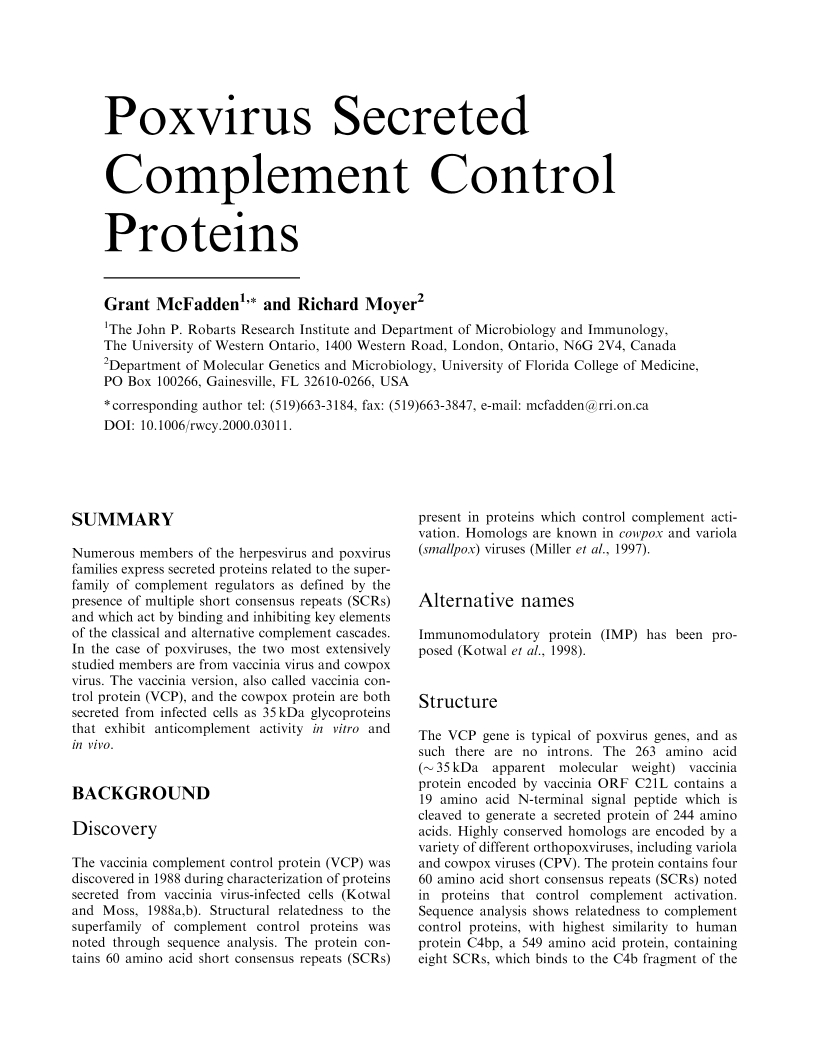 Poxvirus Secreted
Complement Control
Proteins
Grant McFadden1,* and Richard Moyer2
1The John P. Robarts Research Institute and Department of Microbiology and Immunology,
The University of Western Ontario, 1400 Western Road, London, Ontario, N6G 2V4, Canada
2Department of Molecular Genetics and Microbiology, University of Florida College of Medicine,
PO Box 100266, Gainesville, FL 32610-0266, USA
*corresponding author tel: (519)663-3184, fax: (519)663-3847, e-mail: mcfadden@rri.on.ca
DOI: 10.1006/rwcy.2000.03011.
SUMMARY
Numerous members of the herpesvirus and poxvirus
families express secreted proteins related to the super-
family of complement regulators as defined by the
presence of multiple short consensus repeats (SCRs)
and which act by binding and inhibiting key elements
of the classical and alternative complement cascades.
In the case of poxviruses, the two most extensively
studied members are from vaccinia virus and cowpox
virus. The vaccinia version, also called vaccinia con-
trol protein (VCP), and the cowpox protein are both
secreted from infected cells as 35 kDa glycoproteins
that exhibit anticomplement activity in vitro and
in vivo.
BACKGROUND
Discovery
The vaccinia complement control protein (VCP) was
discovered in 1988 during characterization of proteins
secreted from vaccinia virus-infected cells (Kotwal
and Moss, 1988a,b). Structural relatedness to the
superfamily of complement control proteins was
noted through sequence analysis. The protein con-
tains 60 amino acid short consensus repeats (SCRs)
present in proteins which control complement acti-
vation. Homologs are known in cowpox and variola
(smallpox) viruses (Miller et al., 1997).
Alternative names
Immunomodulatory protein (IMP) has been pro-
posed (Kotwal et al., 1998).
Structure
The VCP gene is typical of poxvirus genes, and as
such there are no introns. The 263 amino acid
(~35 kDa apparent molecular weight) vaccinia
protein encoded by vaccinia ORF C21L contains a
19 amino acid N-terminal signal peptide which is
cleaved to generate a secreted protein of 244 amino
acids. Highly conserved homologs are encoded by a
variety of different orthopoxviruses, including variola
and cowpox viruses (CPV). The protein contains four
60 amino acid short consensus repeats (SCRs) noted
in proteins that control complement activation.
Sequence analysis shows relatedness to complement
control proteins, with highest similarity to human
protein C4bp, a 549 amino acid protein, containing
eight SCRs, which binds to the C4b fragment of the